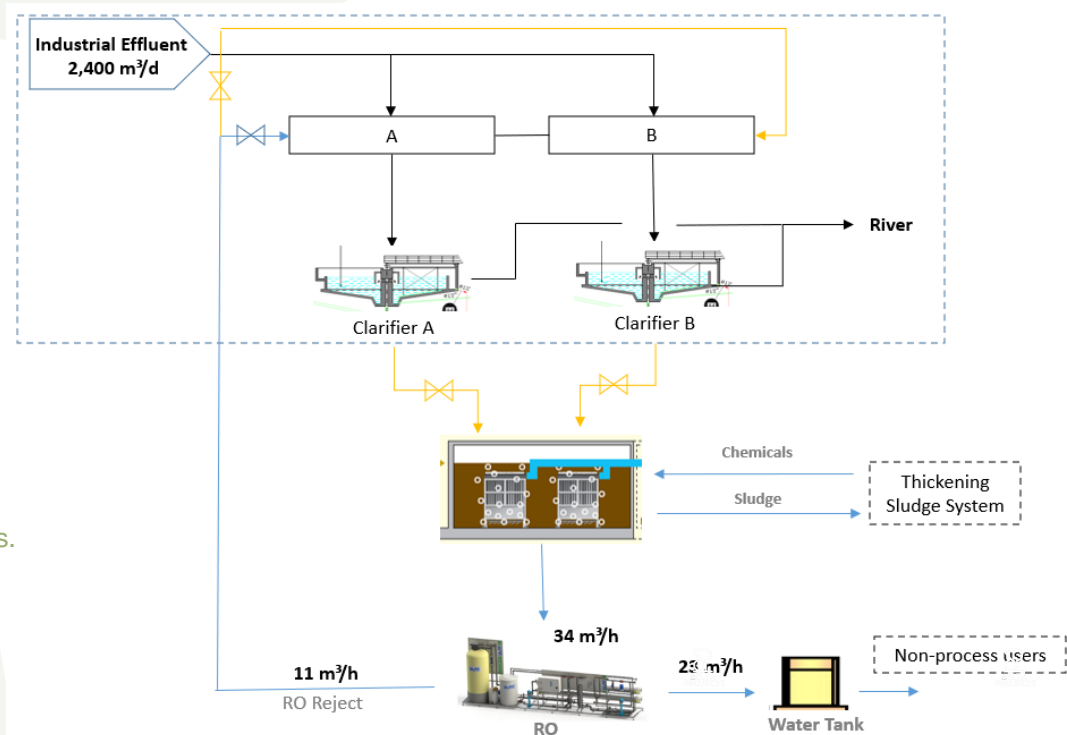 Industrial Effluent
2,400 m³/d
A
B
River
Clarifier A
Clarifier B
Chemicals
Sludge
Thickening
Sludge System
s.
34 m³/h
11 m³/h
RO Reject
RO
m³/h
Water Tank
Non-process users